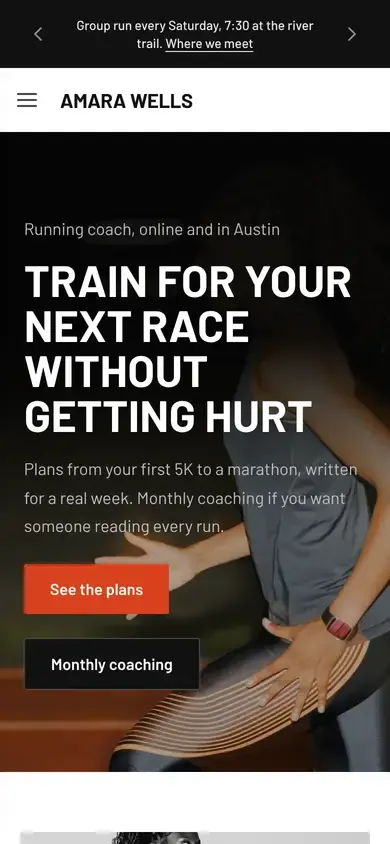 Group run every Saturday, 7:30 at the river
trail. Where we meet
AMARA WELLS
Running coach, online and in Austin
TRAIN FOR YOUR
NEXT RACE
WITHOUT
GETTING HURT
Plans from your first 5K to a marathon, written
for a real week. Monthly coaching if you want
someone reading every run.
See the plans
Monthly coaching